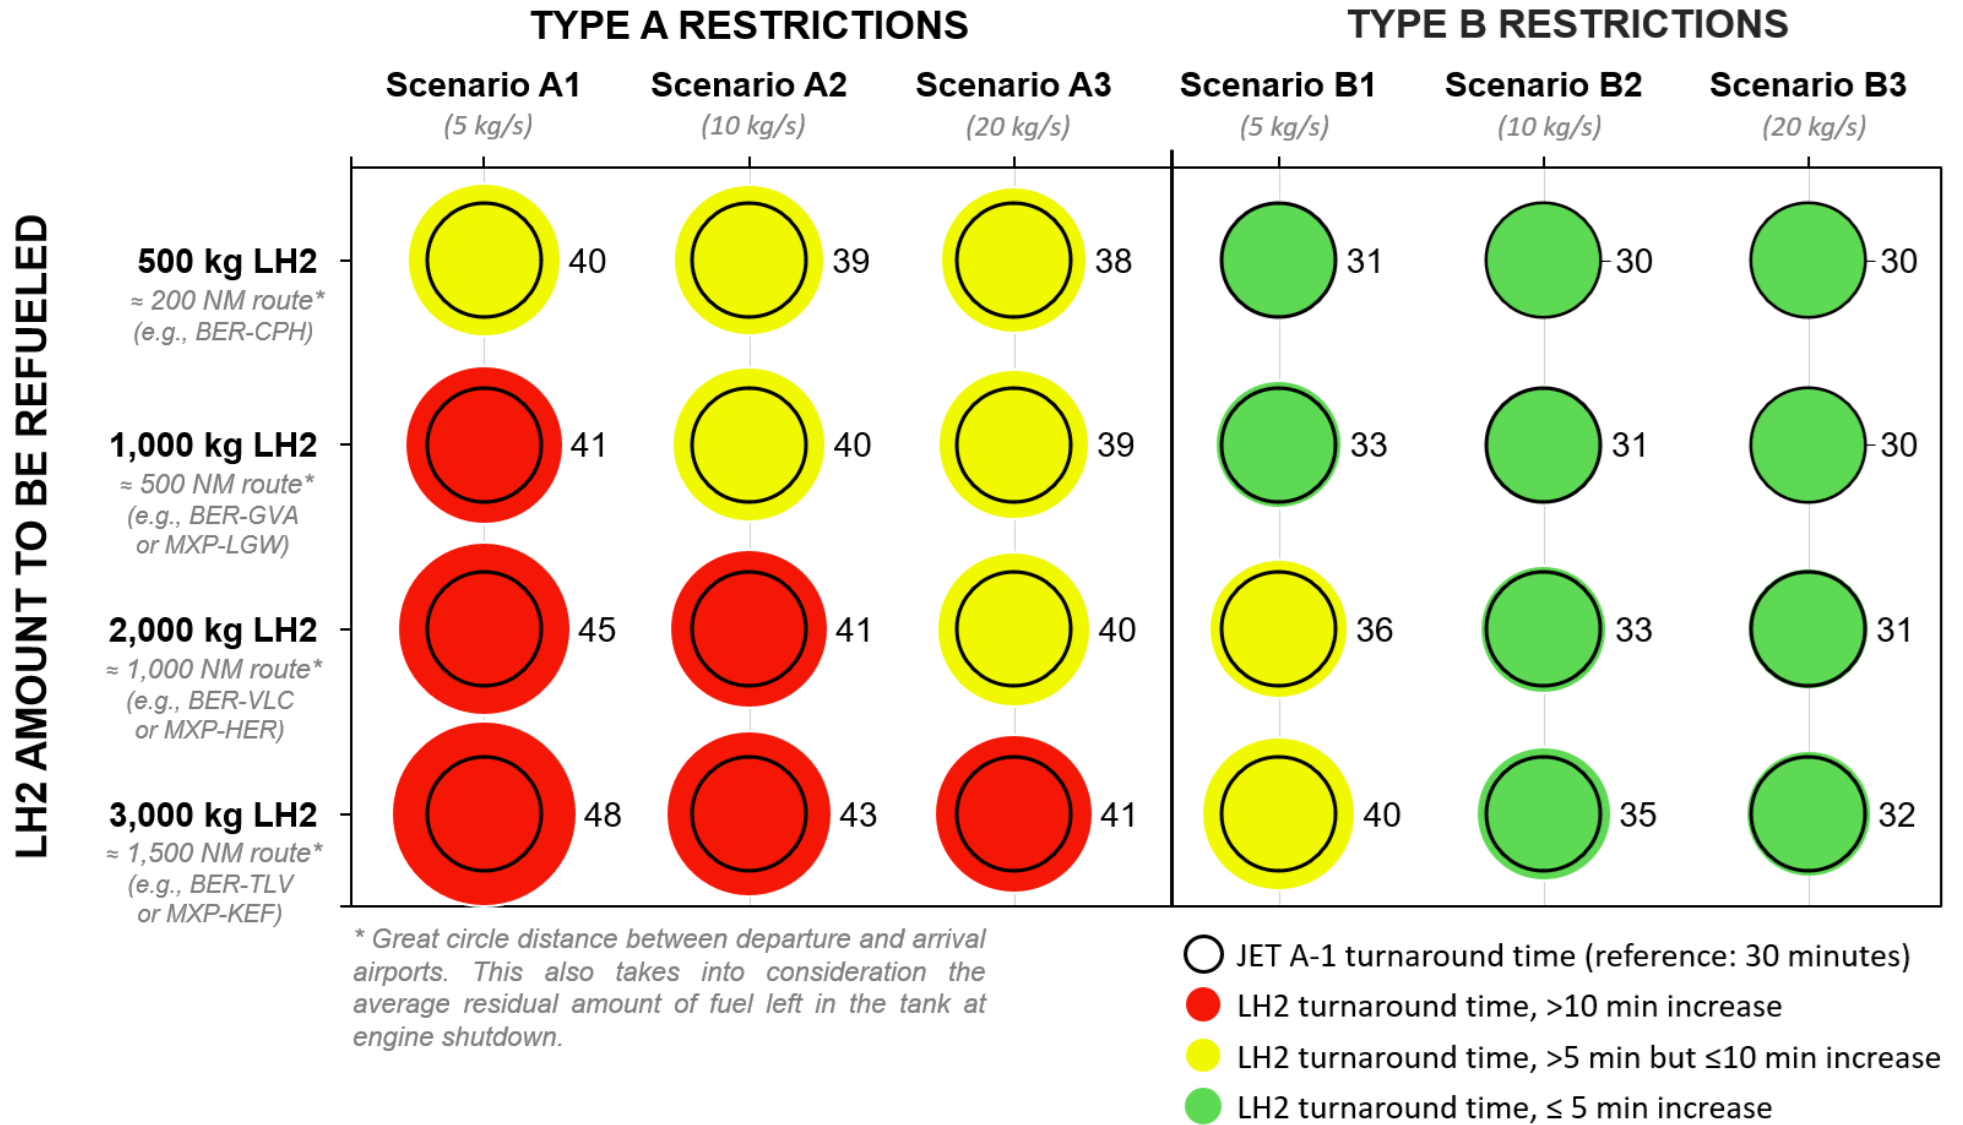 TYPE A RESTRICTIONS
TYPE B RESTRICTIONS
Scenario A1
Scenario A2
Scenario A3
Scenario B1
Scenario B2
Scenario B3
(5 kg/s)
(10 kg/s)
(20 kg/s)
(5 kg/s)
(10 kg/s)
(20 kg/s)
LH2 AMOUNT TO BE REFUELED
500 kg LH2
≈ 200 NM route*
(e.g., BER-CPH)
40
39
38
31
30
30
1,000 kg LH2
≈ 500 NM route*
(e.g., BER-GVA
or MXP-LGW)
41
40
39
33
31
30
2,000 kg LH2
≈ 1,000 NM route*
(e.g., BER-VLC
or MXP-HER)
45
41
40
36
33
31
3,000 kg LH2
≈ 1,500 NM route*
(e.g., BER-TLV
or MXP-KEF)
48
43
41
40
35
32
* Great circle distance between departure and arrival
airports. This also takes into consideration the
average residual amount of fuel left in the tank at
engine shutdown.
JET A-1 turnaround time (reference: 30 minutes)
LH2 turnaround time, >10 min increase
LH2 turnaround time, >5 min but ≤10 min increase
LH2 turnaround time, ≤ 5 min increase